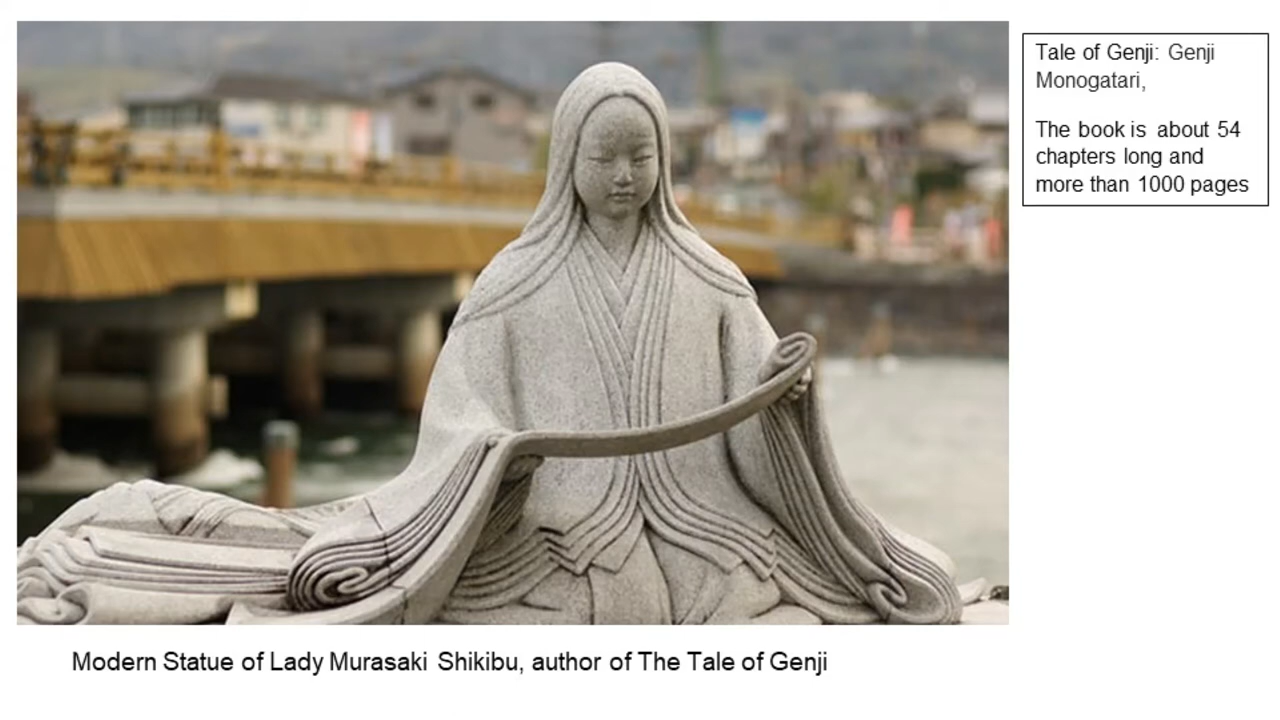 Tale of Genji: Genji
Monogatari,
The book is about 54
chapters long and
more than 1000 pages
Modern Statue of Lady Murasaki Shikibu, author of The Tale of Genji